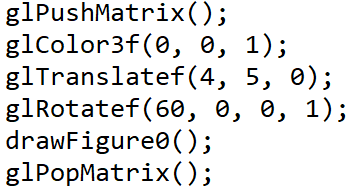 glPushMatrix();
glColor3f(0, 0, 1);
glTranslatef(4, 5, 0);
glRotatef(60, 0, 0, 1);
drawFigure0();
glPopMatrix();